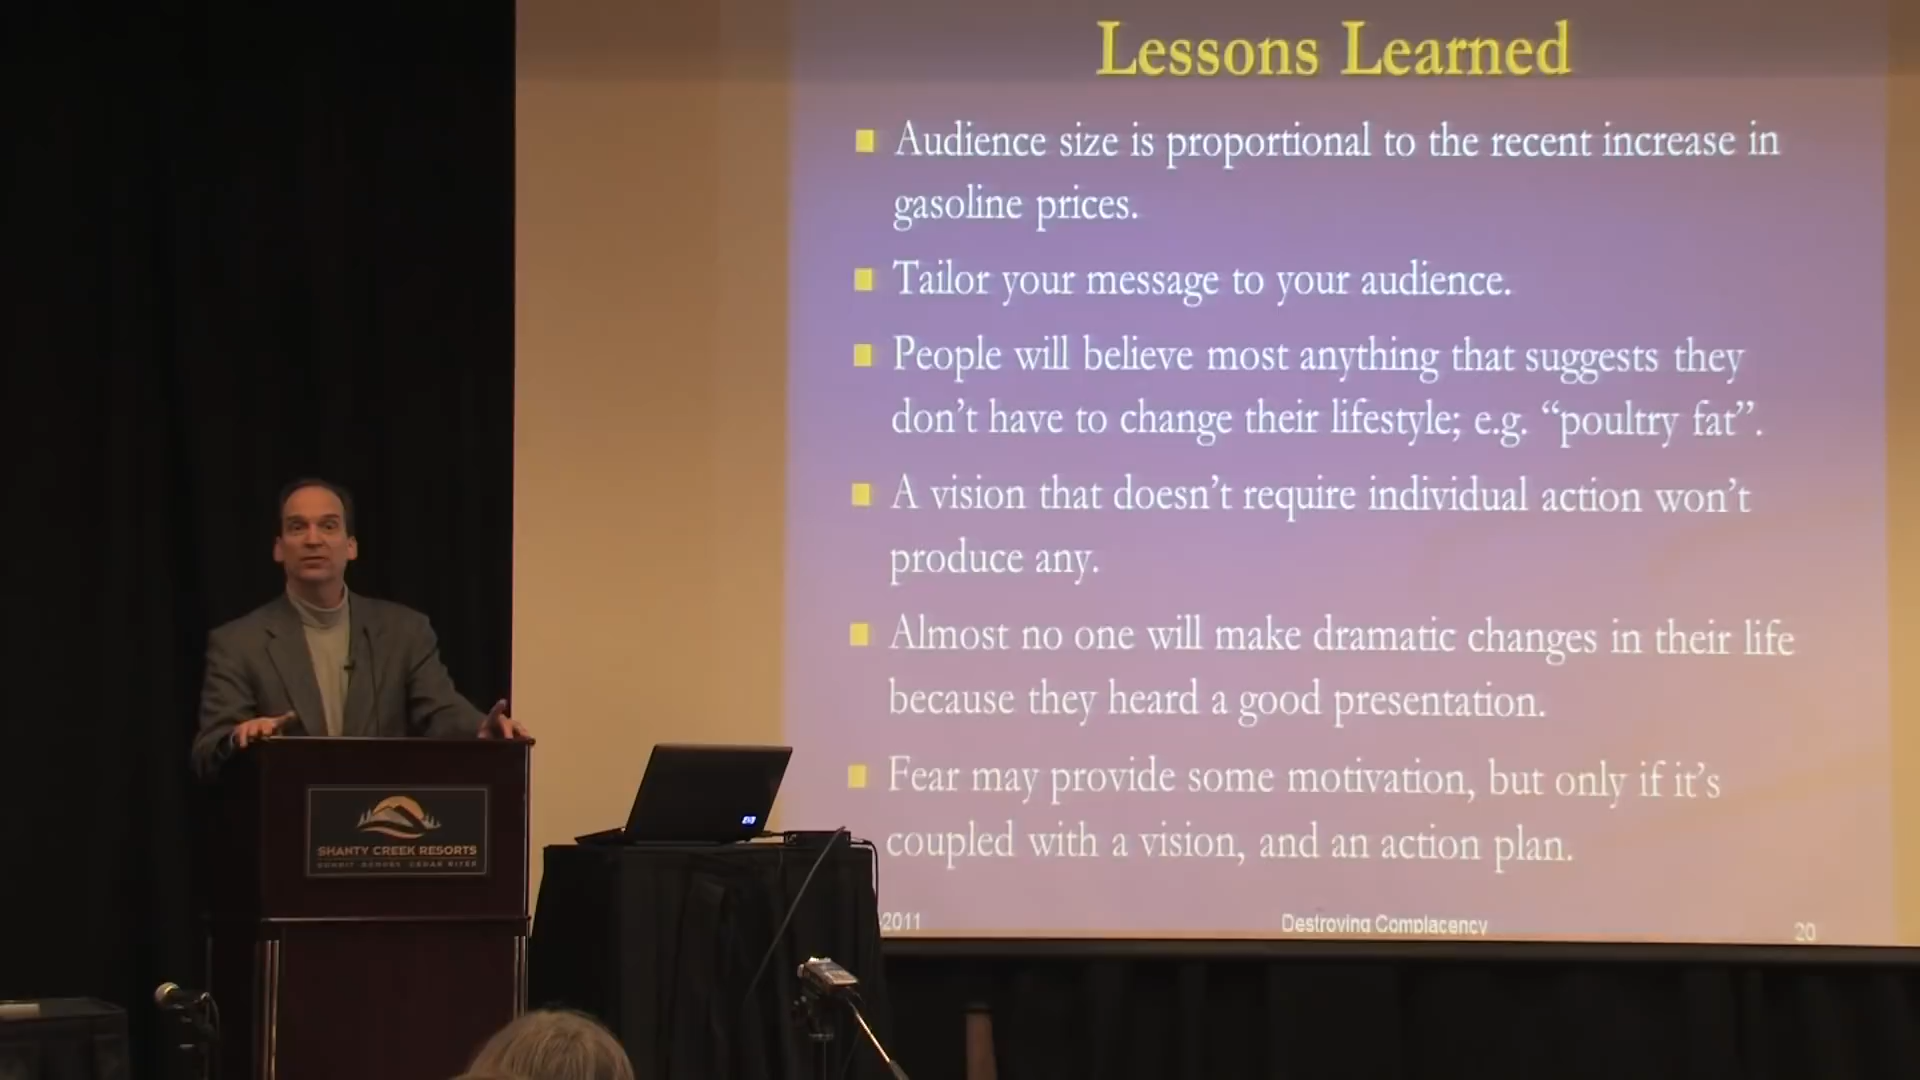 Lessons Learned
Audience size is proportional to the recent increase in
gasoline prices.
Tailor your message to your audience.
People will believe most anything that suggests they
don’t have to change their lifestyle; e.g. “poultry fat”.
A vision that doesn’t require individual action won’t
produce any.
Almost no one will make dramatic changes in their life
because they heard a good presentation.
Fear may provide some motivation, but only if it’s
coupled with a vision, and an action plan.
2011
Destroying Complacency
20
SHANTY CREEK RESORTS
SUMMIT SCHUSS CEDAR RIVER